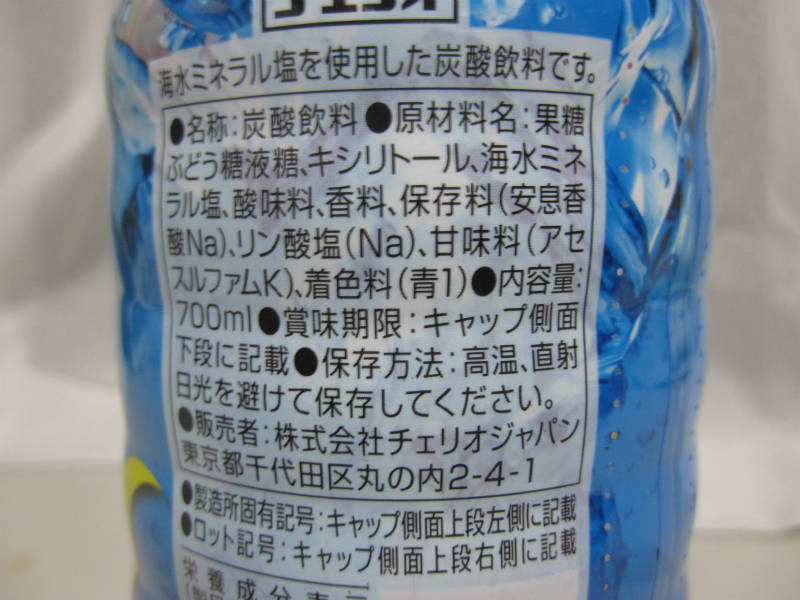 チェリオ
海水ミネラル塩を使用した炭酸飲料です。
●名称:炭酸飲料●原材料名:果糖
ぶどう糖液糖、キシリトール、海水ミネ
ラル塩、酸味料、香料、保存料(安息香
酸Na)、リン酸塩(Na)、甘味料(アセ
スルファムK)、着色料(青1)●内容量:
700ml●賞味期限:キャップ側面
下段に記載●保存方法:高温、直射
日光を避けて保存してください。
●販売者:株式会社チェリオジャパン
東京都千代田区丸の内2-4-1
●製造所固有記号:キャップ側面上段左側に記載
●ロット記号:キャップ側面上段右側に記載
栄養成分表示